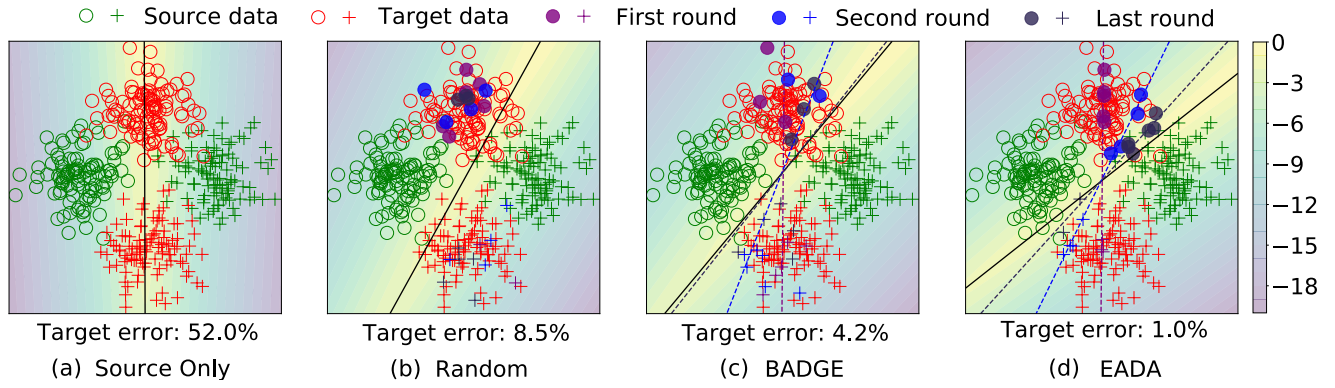 Source data Target data First round Second round Last round
0
−3
−6
−9
−12
−15
−18
Target error: 52.0% Target error: 8.5% Target error: 4.2% Target error: 1.0%
(a) Source Only (b) Random (c) BADGE (d) EADA